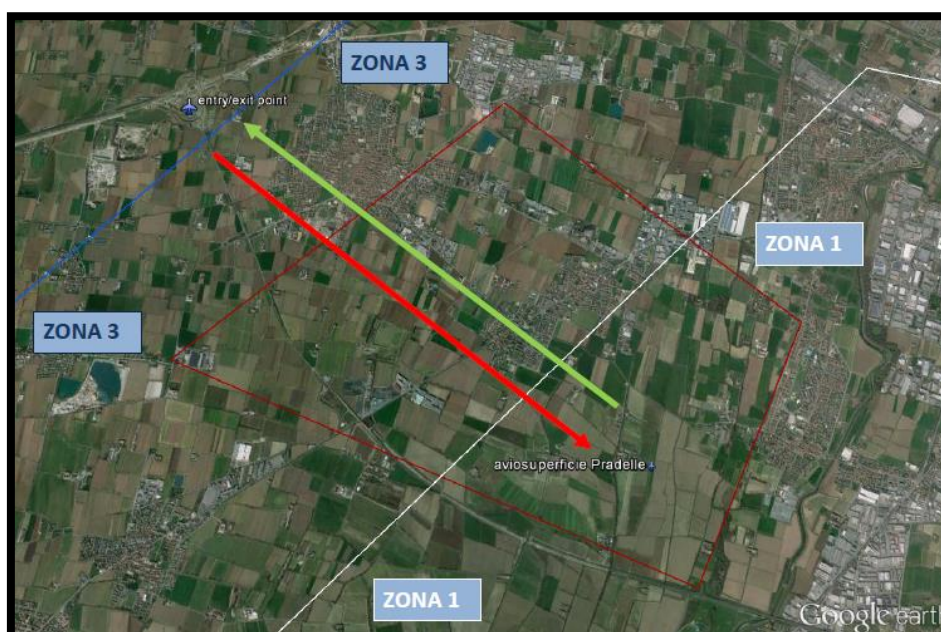 ZONA 3
entry/exit point
ZONA 1
ZONA 3
aviosuperficie Pradelle
ZONA 1
Google earth